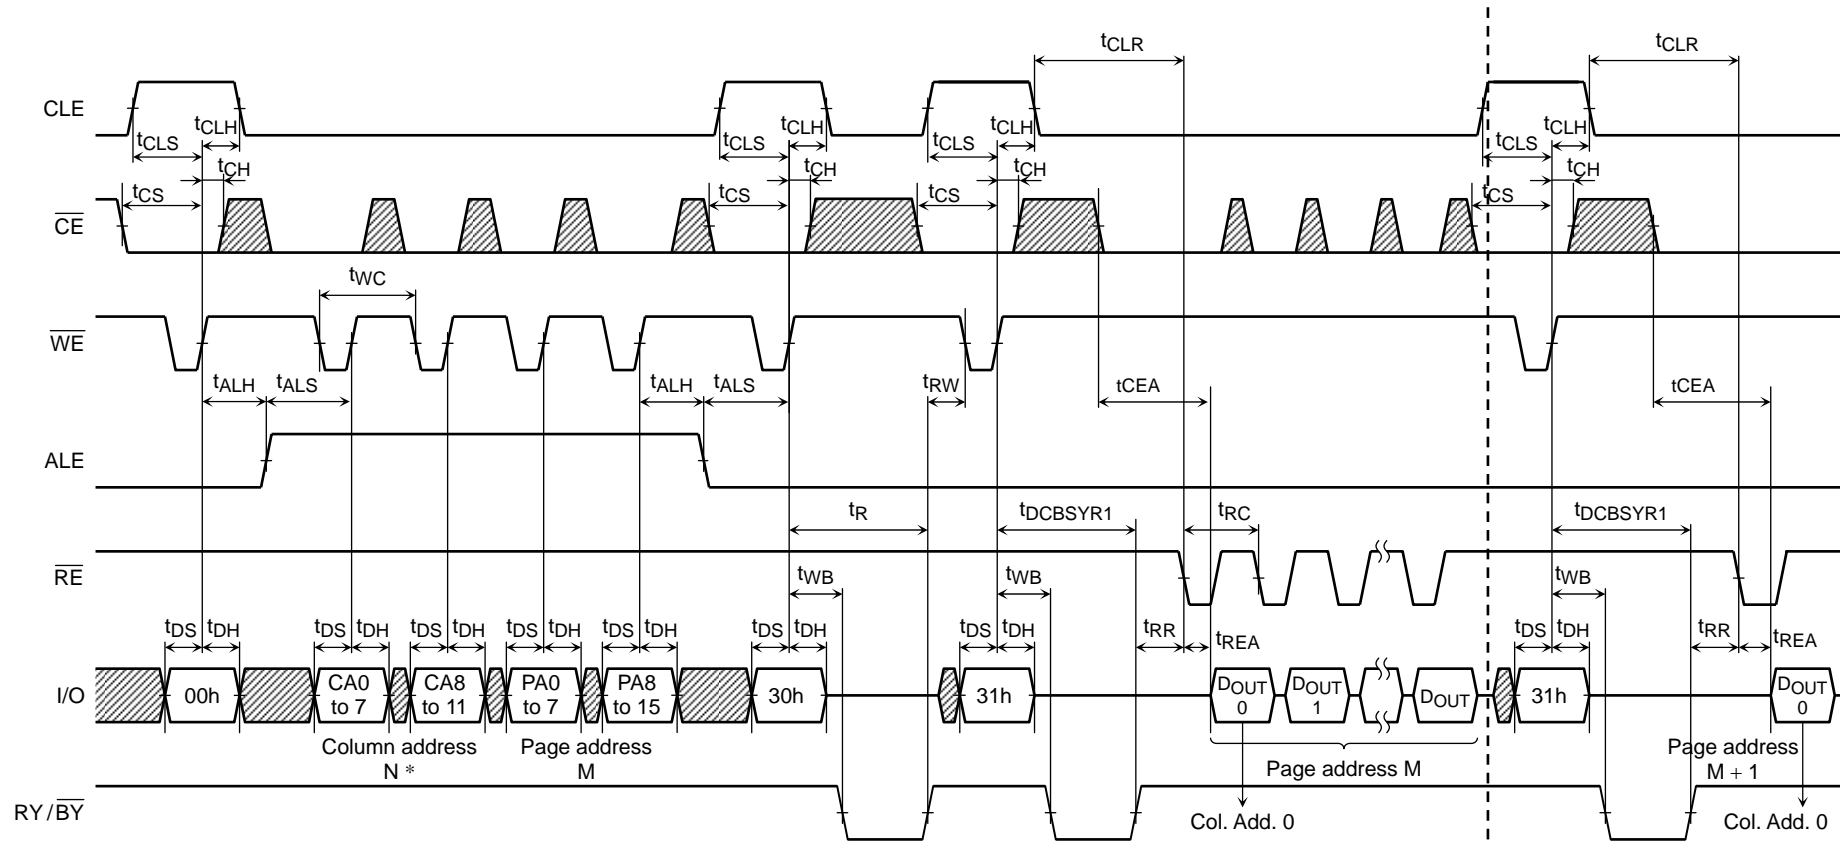 tCLR tCLR
CLE
tCLS tCLH tCLS tCLH tCLS tCLH tCLS tCLH
tCS tCH tCS tCH tCS tCH tCS tCH
CE
tWC
WE
tALH tALS tALH tALS tRW tCEA tCEA
ALE
tR tDCBSYR1 tRC tDCBSYR1
RE
tWB tWB tWB
tDS tDH tDS tDH tDS tDH tDS tDH tDS tDH tDS tDH tDS tDH tRR tREA tDS tDH tRR tREA
I/O 00h CA0 to 7 CA8 to 11 PA0 to 7 PA8 to 15 30h 31h DOUT 0 DOUT 1 DOUT 31h DOUT 0
Column address N * Page address M Page address M Page address M + 1
RY/BY Col. Add. 0 Col. Add. 0